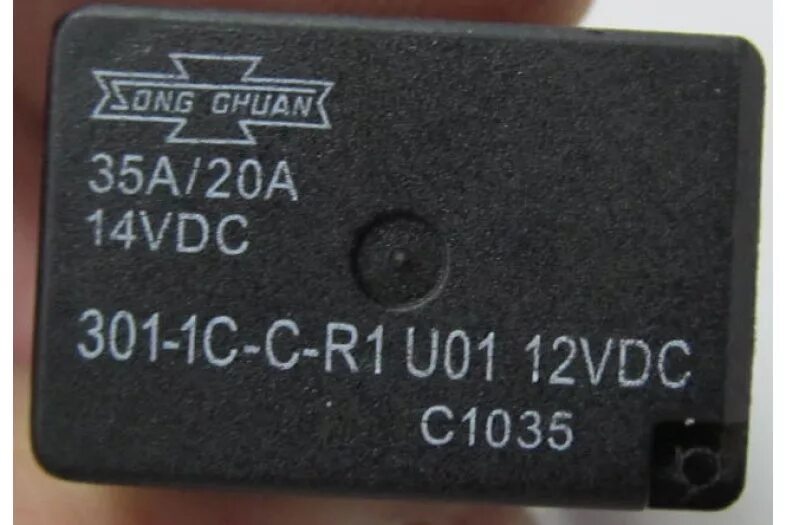 SONG CHUAN
35A/20A
14VDC
301-1C-C-R1 U01 12VDC
C1035